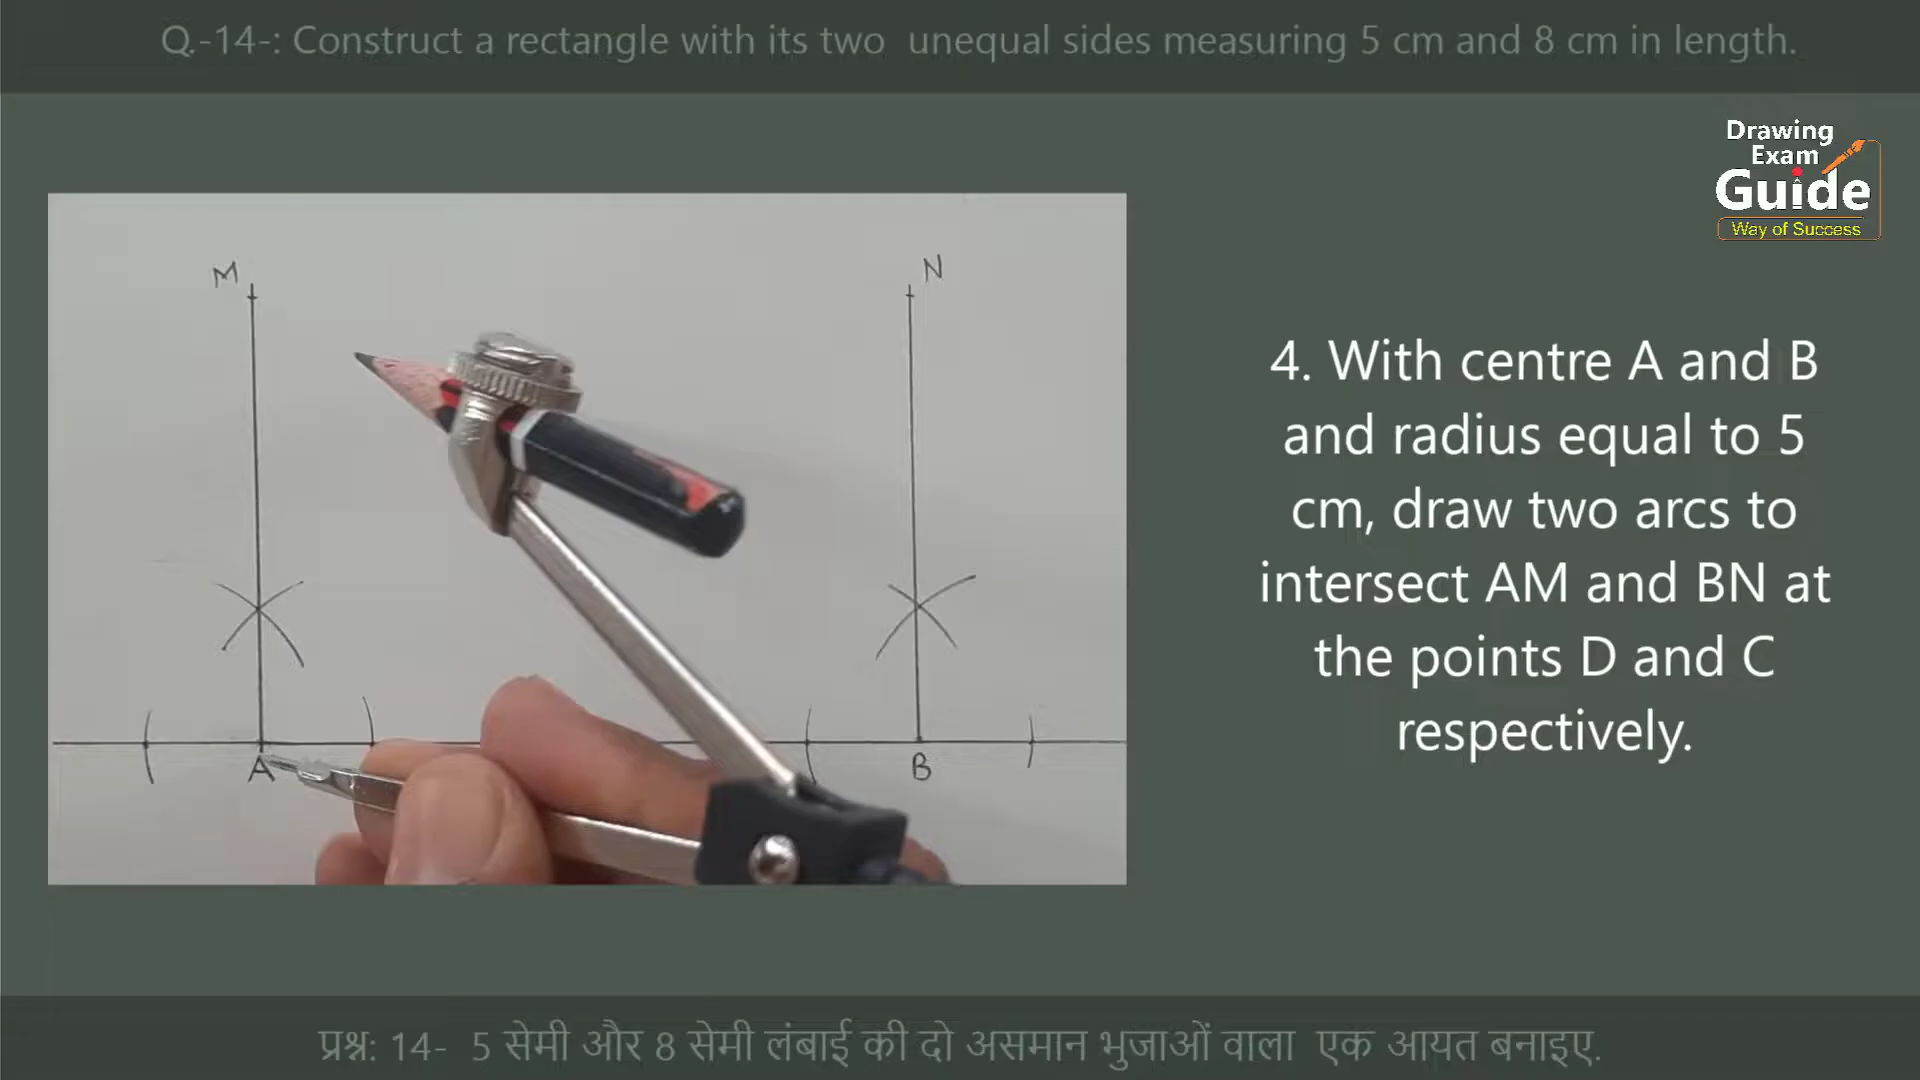 Q.-14-: Construct a rectangle with its two unequal sides measuring 5 cm and 8 cm in length.
Drawing
Exam
Guide
Way of Success
M
N
A
B
4. With centre A and B
and radius equal to 5
cm, draw two arcs to
intersect AM and BN at
the points D and C
respectively.
प्रश्न: 14- 5 सेमी और 8 सेमी लंबाई की दो असमान भुजाओं वाला एक आयत बनाइए.